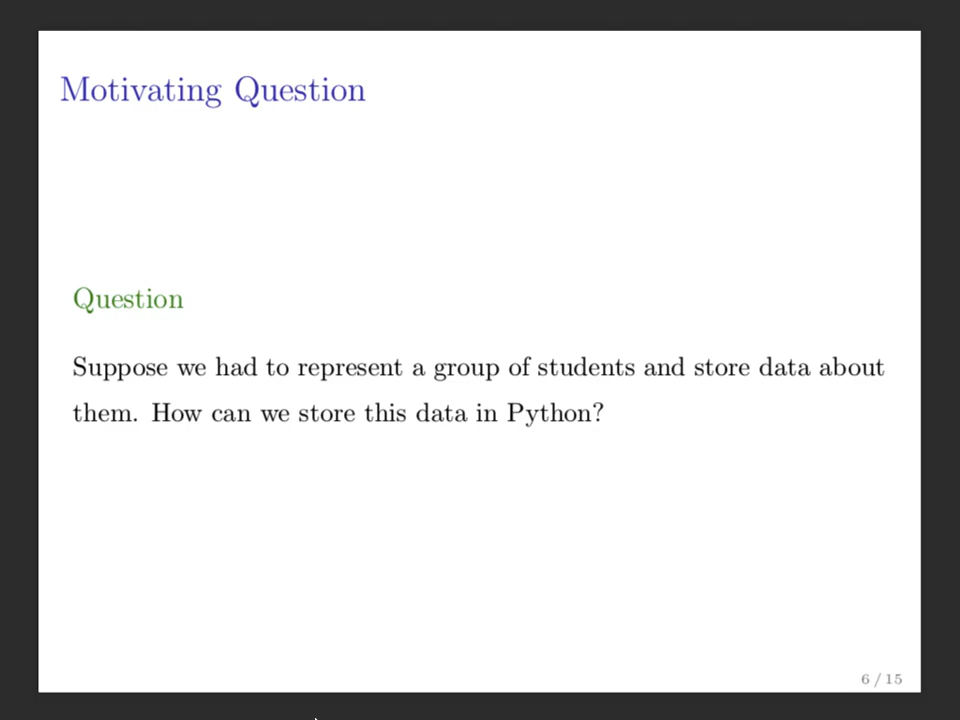 Motivating Question
Question
Suppose we had to represent a group of students and store data about
them. How can we store this data in Python?
6 / 15